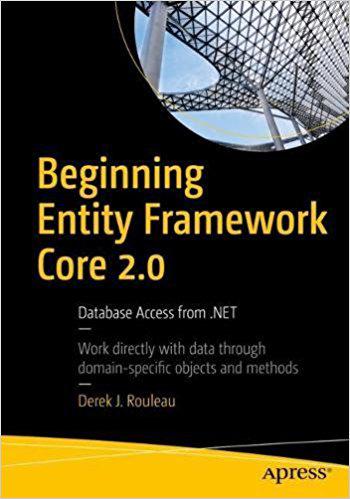 Beginning
Entity Framework
Core 2.0
Database Access from .NET
Work directly with data through
domain-specific objects and methods
Derek J. Rouleau
Apress®